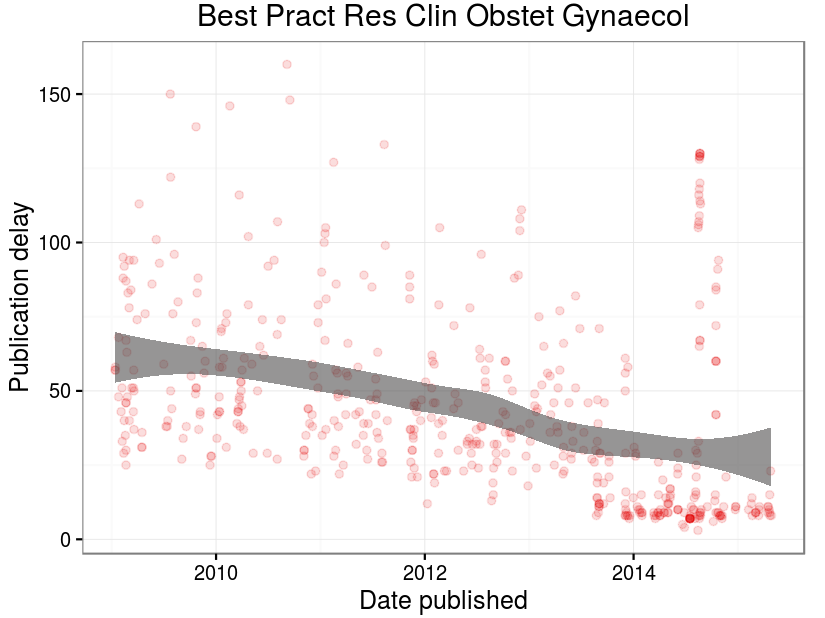 Best Pract Res Clin Obstet Gynaecol
Publication delay
150
100
50
0
2010 2012 2014
Date published